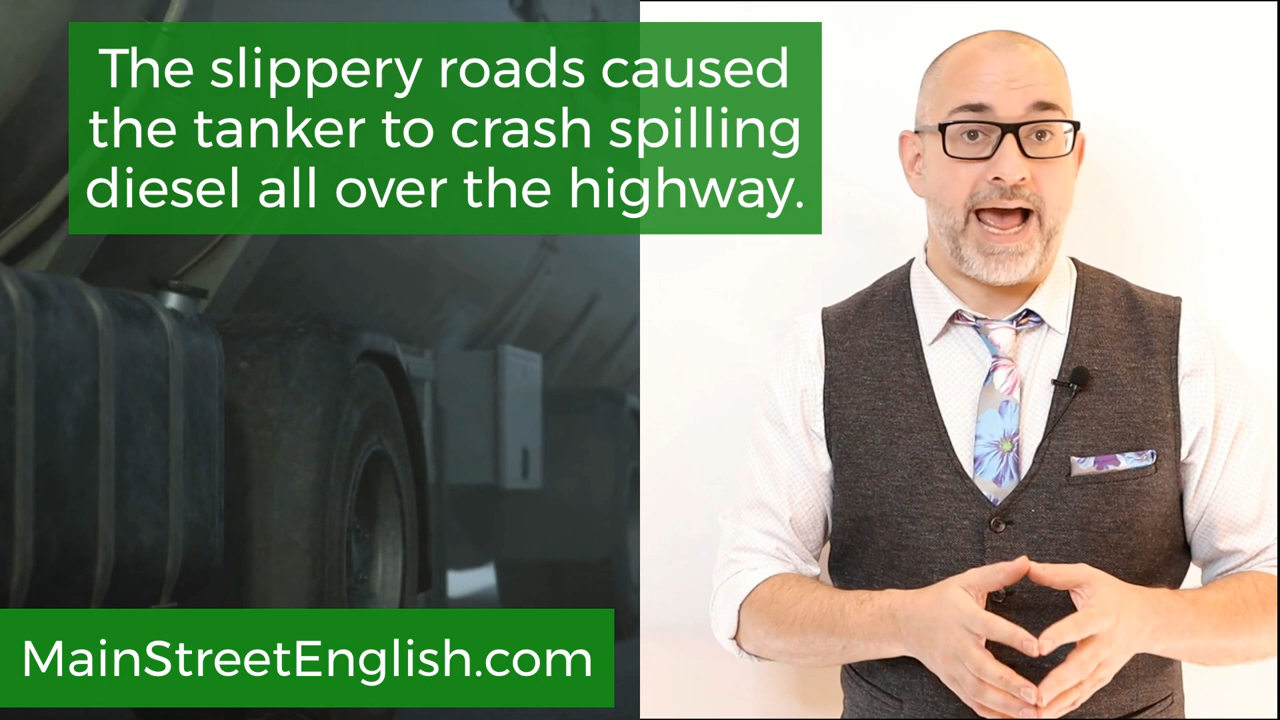 The slippery roads caused
the tanker to crash spilling
diesel all over the highway.
MainStreetEnglish.com